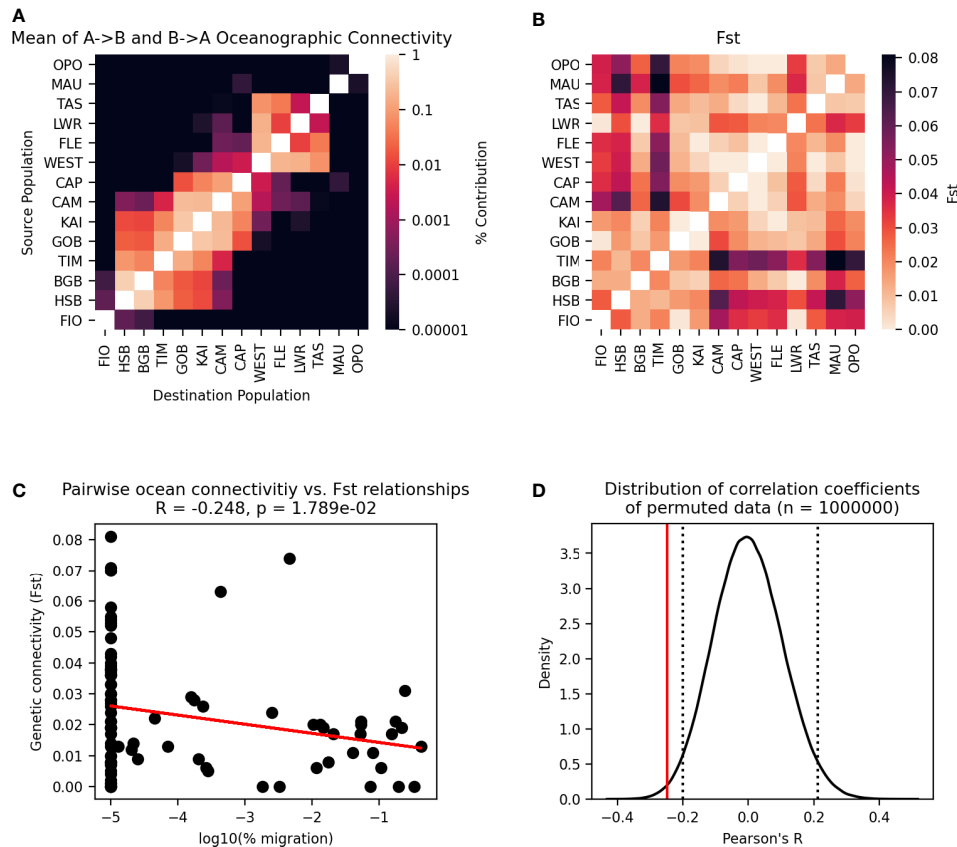 A
Mean of A->B and B->A Oceanographic Connectivity
OPO
MAU
TAS
LWR
FLE
WEST
CAP
CAM
KAI
GOB
TIM
BGB
HSB
FIO
Source Population
FIO
HSB
BGB
TIM
GOB
KAI
CAM
CAP
WEST
FLE
LWR
TAS
MAU
OPO
Destination Population
1
0.1
0.01
0.001
0.0001
0.00001
% Contribution
B
Fst
OPO
MAU
TAS
LWR
FLE
WEST
CAP
CAM
KAI
GOB
TIM
BGB
HSB
FIO
FIO
HSB
BGB
TIM
GOB
KAI
CAM
CAP
WEST
FLE
LWR
TAS
MAU
OPO
0.08
0.07
0.06
0.05
0.04
0.03
0.02
0.01
0.00
Fst
C
Pairwise ocean connectivitiy vs. Fst relationships
R = -0.248, p = 1.789e-02
0.08
0.07
0.06
0.05
0.04
0.03
0.02
0.01
0.00
Genetic connectivity (Fst)
−5 −4 −3 −2 −1
log10(% migration)
D
Distribution of correlation coefficients
of permuted data (n = 1000000)
3.5
3.0
2.5
2.0
1.5
1.0
0.5
0.0
Density
−0.4 −0.2 0.0 0.2 0.4
Pearson's R